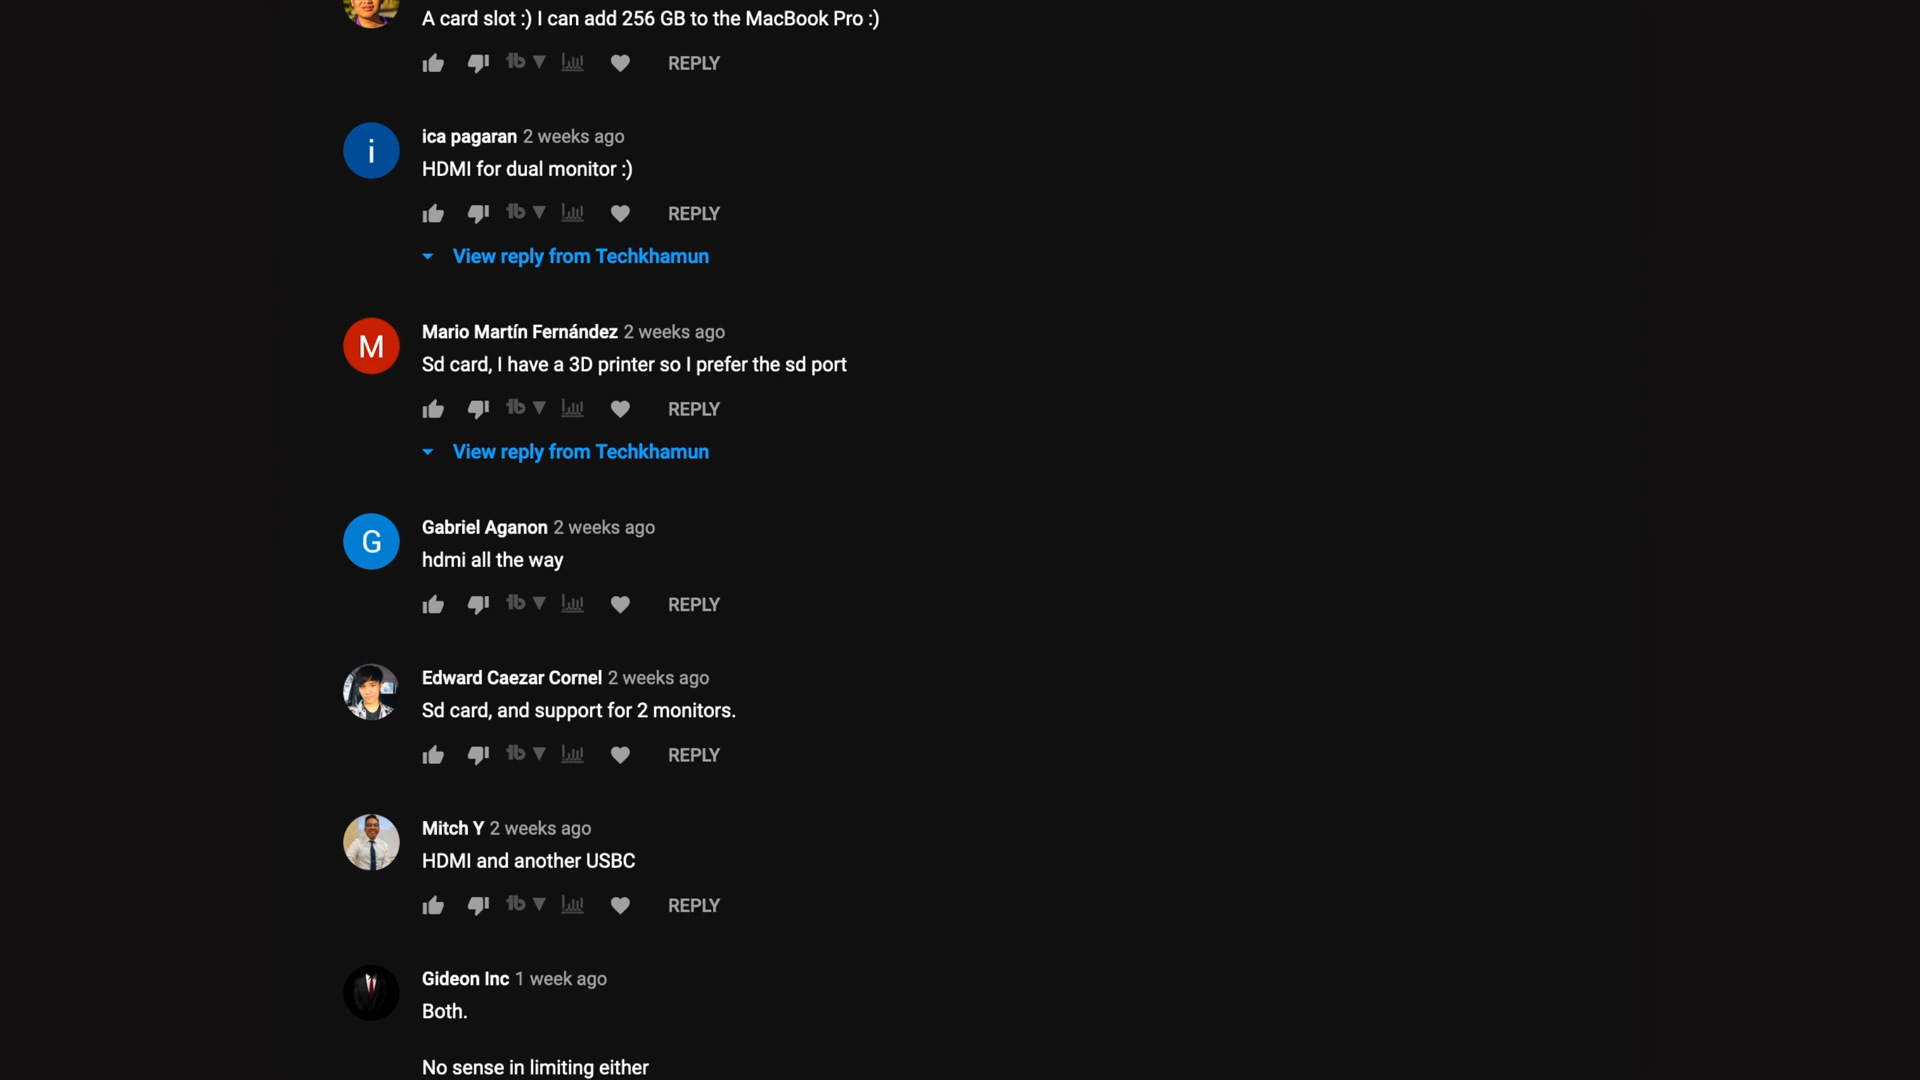 A card slot :) I can add 256 GB to the MacBook Pro :)
REPLY
i
ica pagaran 2 weeks ago
HDMI for dual monitor :)
REPLY
View reply from Techkhamun
M
Mario Martín Fernández 2 weeks ago
Sd card, I have a 3D printer so I prefer the sd port
REPLY
View reply from Techkhamun
G
Gabriel Aganon 2 weeks ago
hdmi all the way
REPLY
Edward Caezar Cornel 2 weeks ago
Sd card, and support for 2 monitors.
REPLY
Mitch Y 2 weeks ago
HDMI and another USBC
REPLY
Gideon Inc 1 week ago
Both.
No sense in limiting either